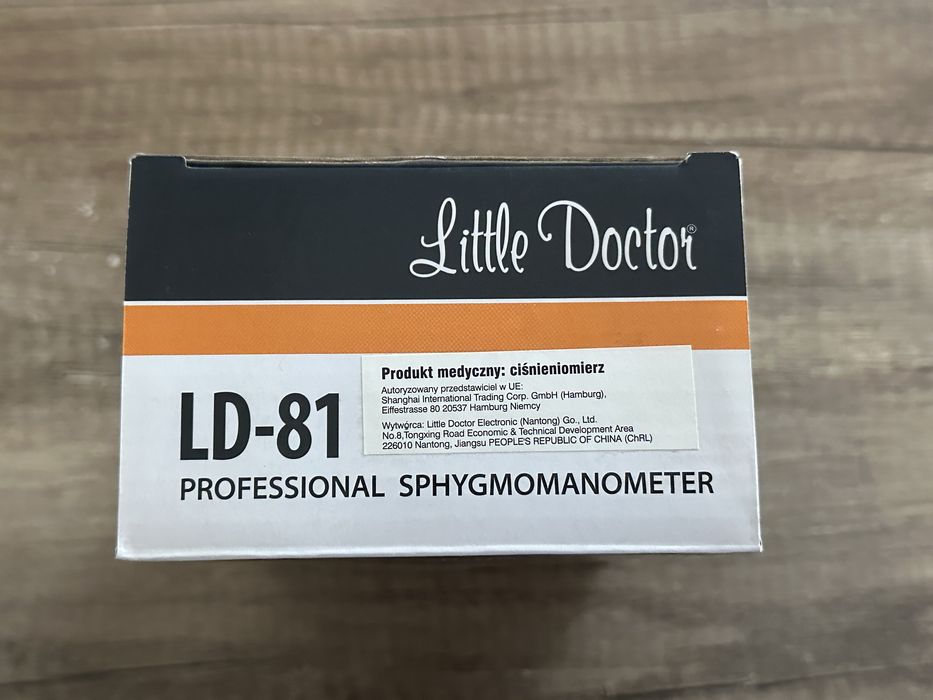 Little Doctor®
LD-81
Produkt medyczny: ciśnieniomierz
Autoryzowany przedstawiciel w UE:
Shanghai International Trading Corp. GmbH (Hamburg),
Eiffestrasse 80 20537 Hamburg Niemcy
Wytwórca: Little Doctor Electronic (Nantong) Go., Ltd.
No.8,Tongxing Road Economic & Technical Development Area
226010 Nantong, Jiangsu PEOPLE'S REPUBLIC OF CHINA (ChRL)
PROFESSIONAL SPHYGMOMANOMETER